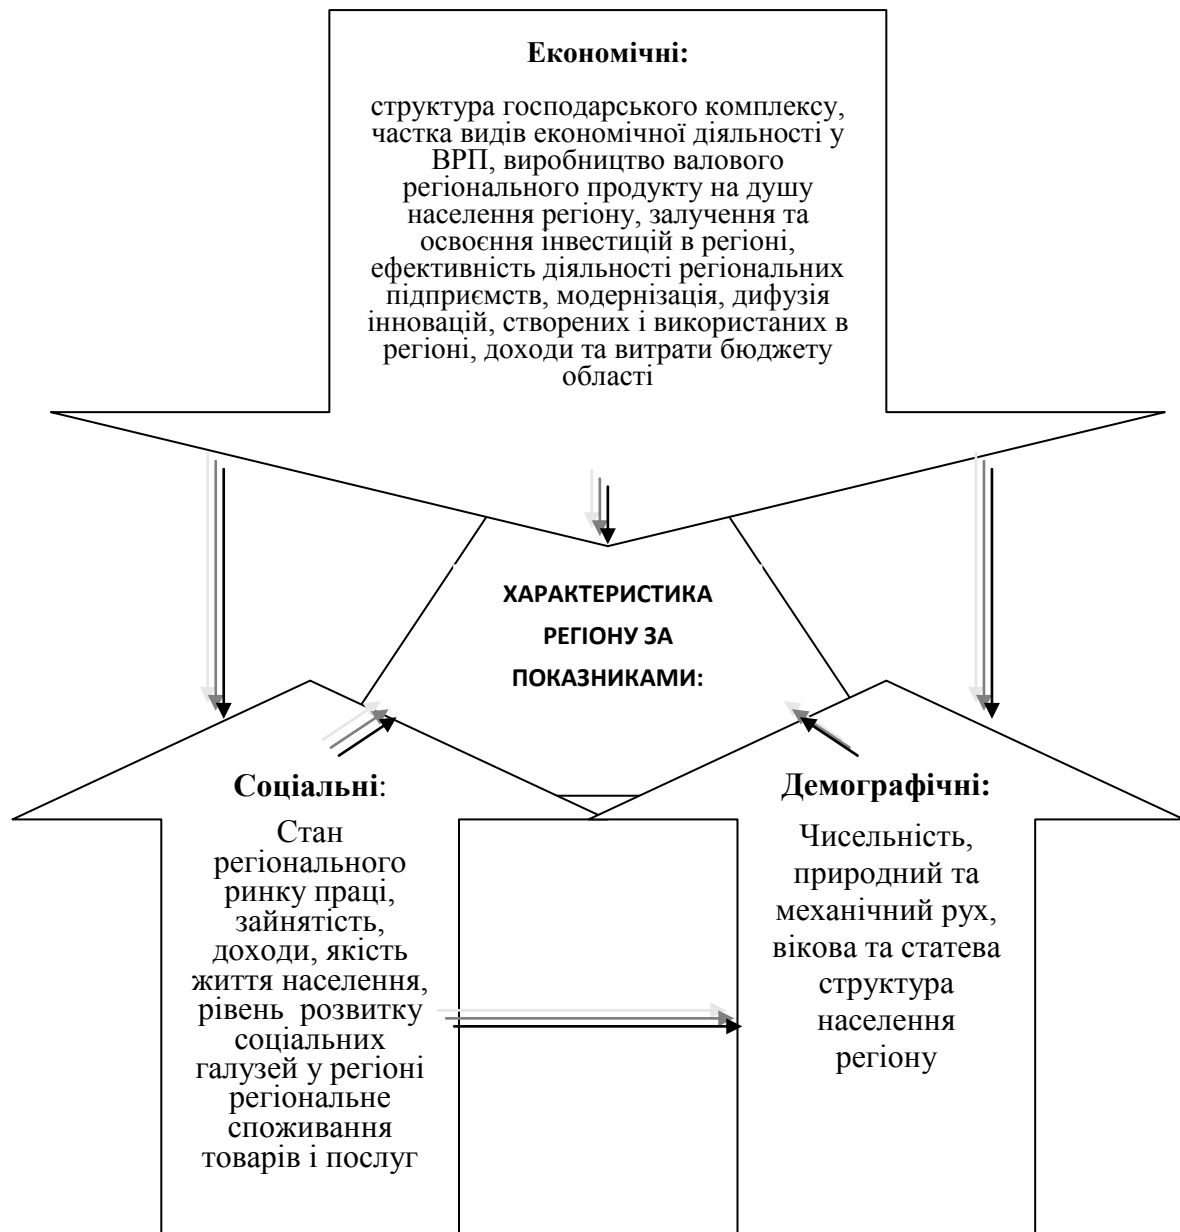 Економічні:
структура господарського комплексу,
частка видів економічної діяльності у
ВРП, виробництво валового
регіонального продукту на душу
населення регіону, залучення та
освоєння інвестицій в регіоні,
ефективність діяльності регіональних
підприємств, модернізація, дифузія
інновацій, створених і використаних в
регіоні, доходи та витрати бюджету
області
ХАРАКТЕРИСТИКА
РЕГІОНУ ЗА
ПОКАЗНИКАМИ:
Соціальні:
Стан
регіонального
ринку праці,
зайнятість,
доходи, якість
життя населення,
рівень розвитку
соціальних
галузей у регіоні
регіональне
споживання
товарів і послуг
Демографічні:
Чисельність,
природний та
механічний рух,
вікова та статева
структура
населення
регіону